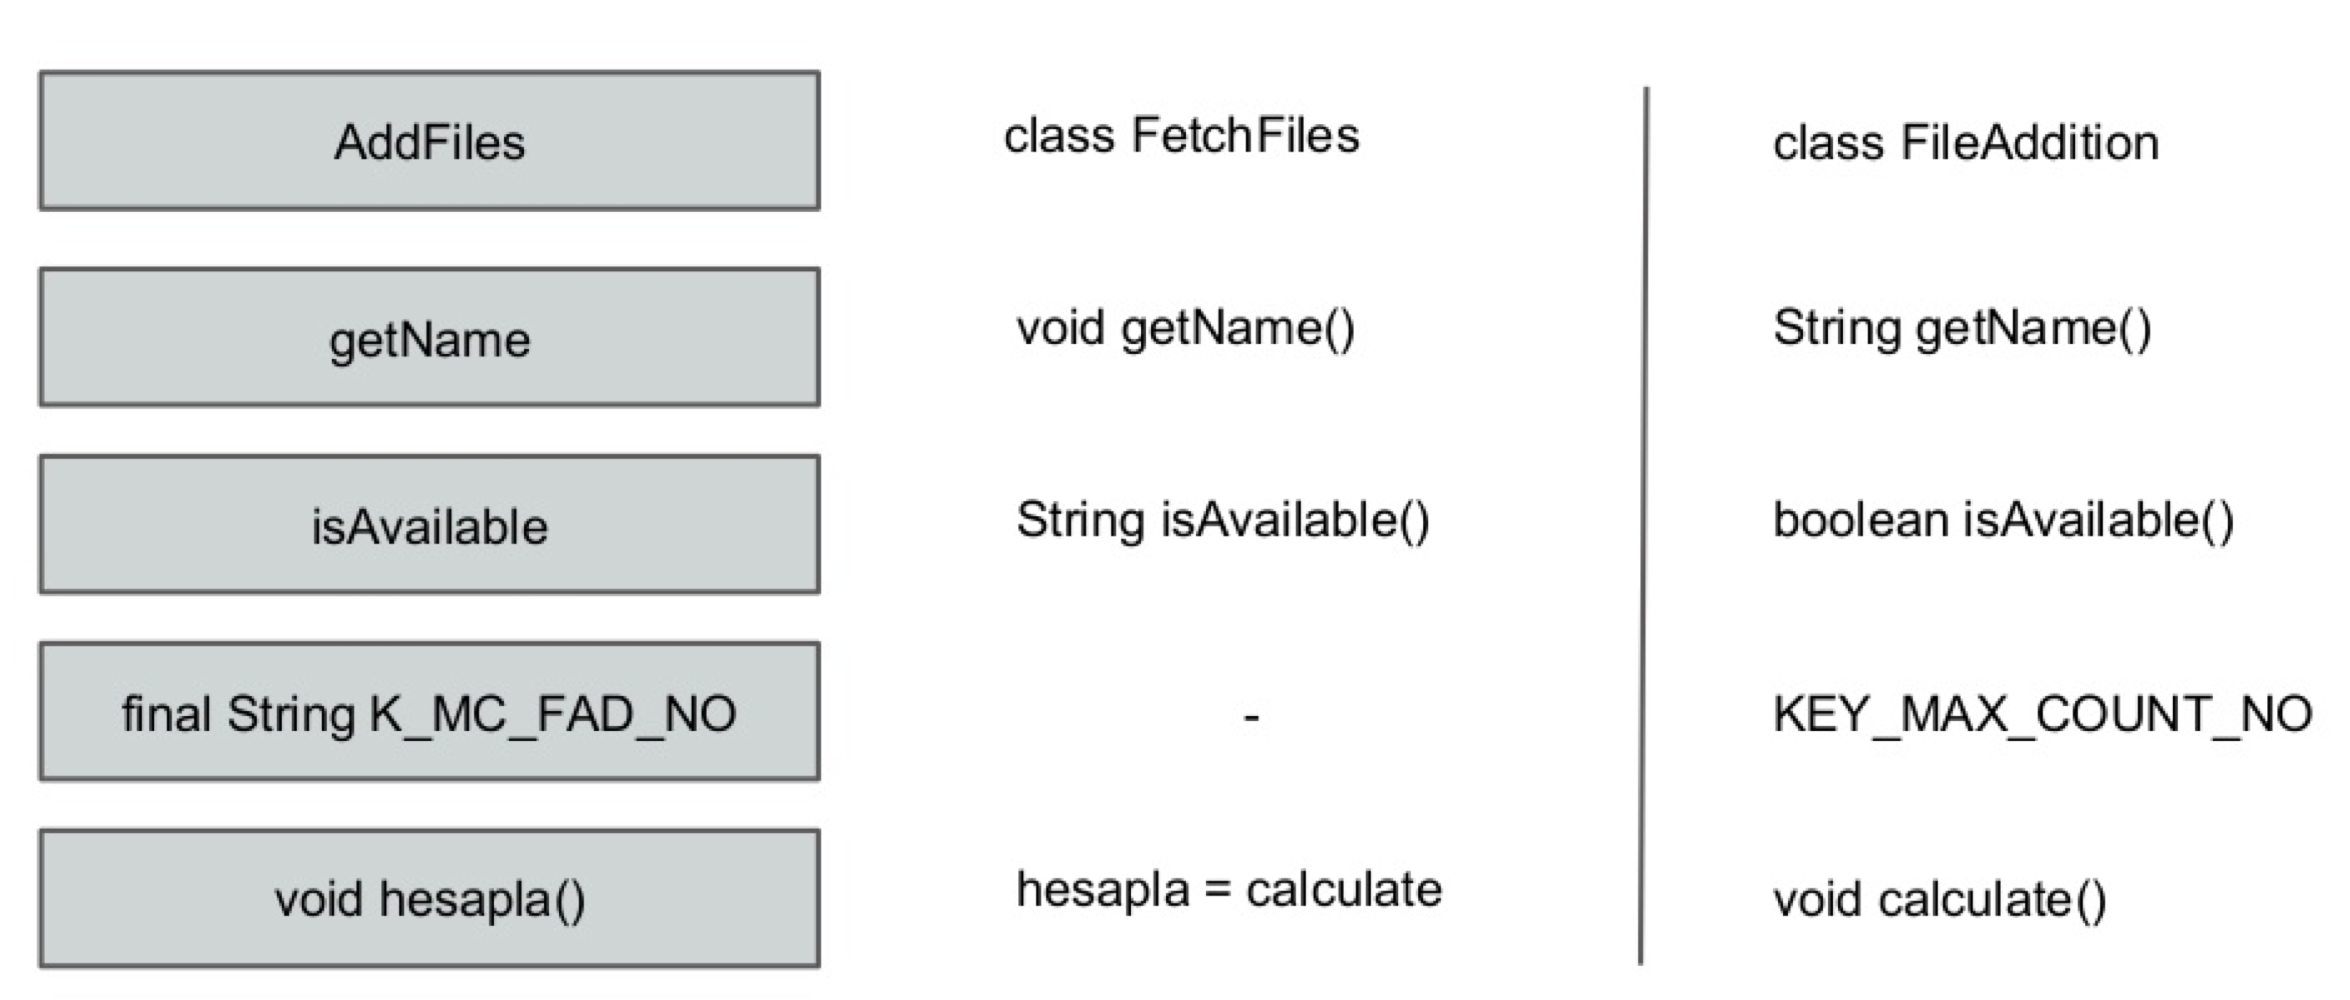 AddFiles
class FetchFiles
class FileAddition
getName
void getName()
String getName()
isAvailable
String isAvailable()
boolean isAvailable()
final String K_MC_FAD_NO
-
KEY_MAX_COUNT_NO
void hesapla()
hesapla = calculate
void calculate()